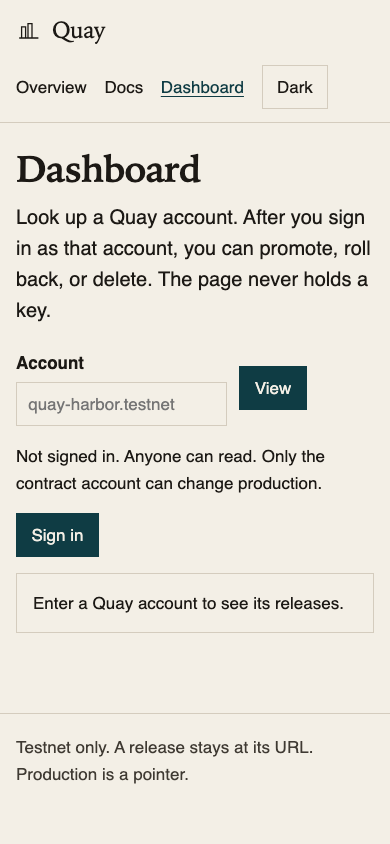 Quay
Overview Docs Dashboard Dark
Dashboard
Look up a Quay account. After you sign
in as that account, you can promote, roll
back, or delete. The page never holds a
key.
Account
quay-harbor.testnet View
Not signed in. Anyone can read. Only the
contract account can change production.
Sign in
Enter a Quay account to see its releases.
Testnet only. A release stays at its URL.
Production is a pointer.